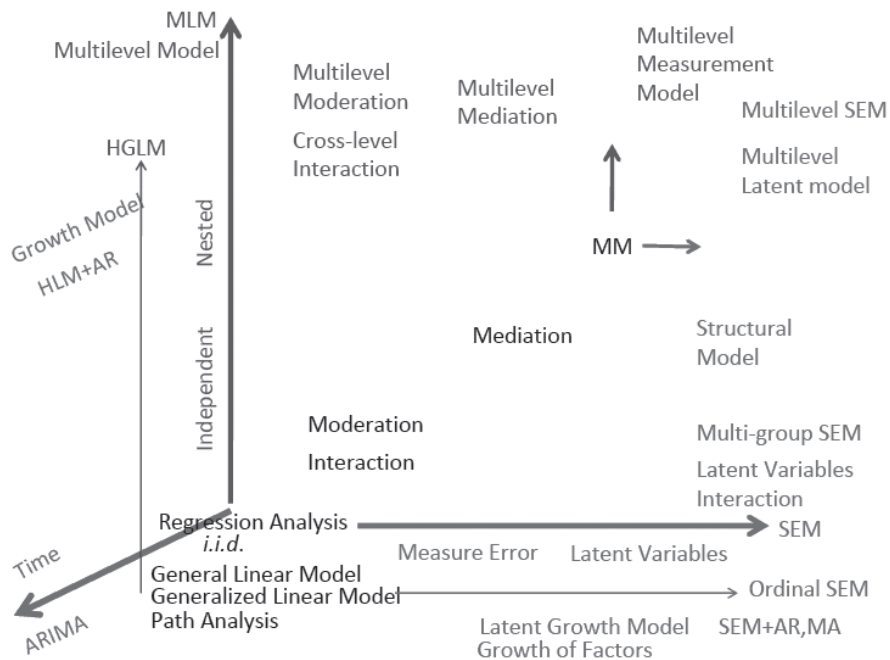 MLM
Multilevel Model
Multilevel
Moderation
Cross-level
Interaction
Multilevel
Mediation
Multilevel
Measurement
Model
Multilevel SEM
Multilevel
Latent model
HGLM
Growth Model
HLM+AR
Nested
Independent
MM
Mediation
Structural
Model
Moderation
Interaction
Multi-group SEM
Latent Variables
Interaction
Regression Analysis
i.i.d.
SEM
Measure Error
Latent Variables
Time
ARIMA
General Linear Model
Generalized Linear Model
Path Analysis
Ordinal SEM
Latent Growth Model
Growth of Factors
SEM+AR,MA